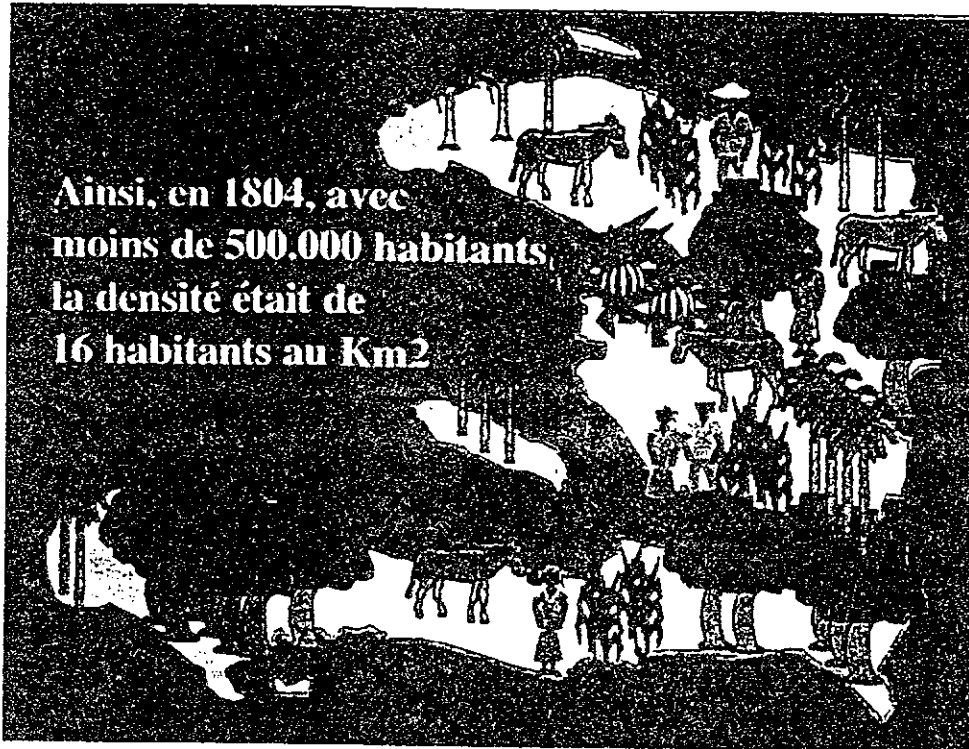 Ainsi, en 1804, avec
moins de 500.000 habitants
la densité était de
16 habitants au Km2